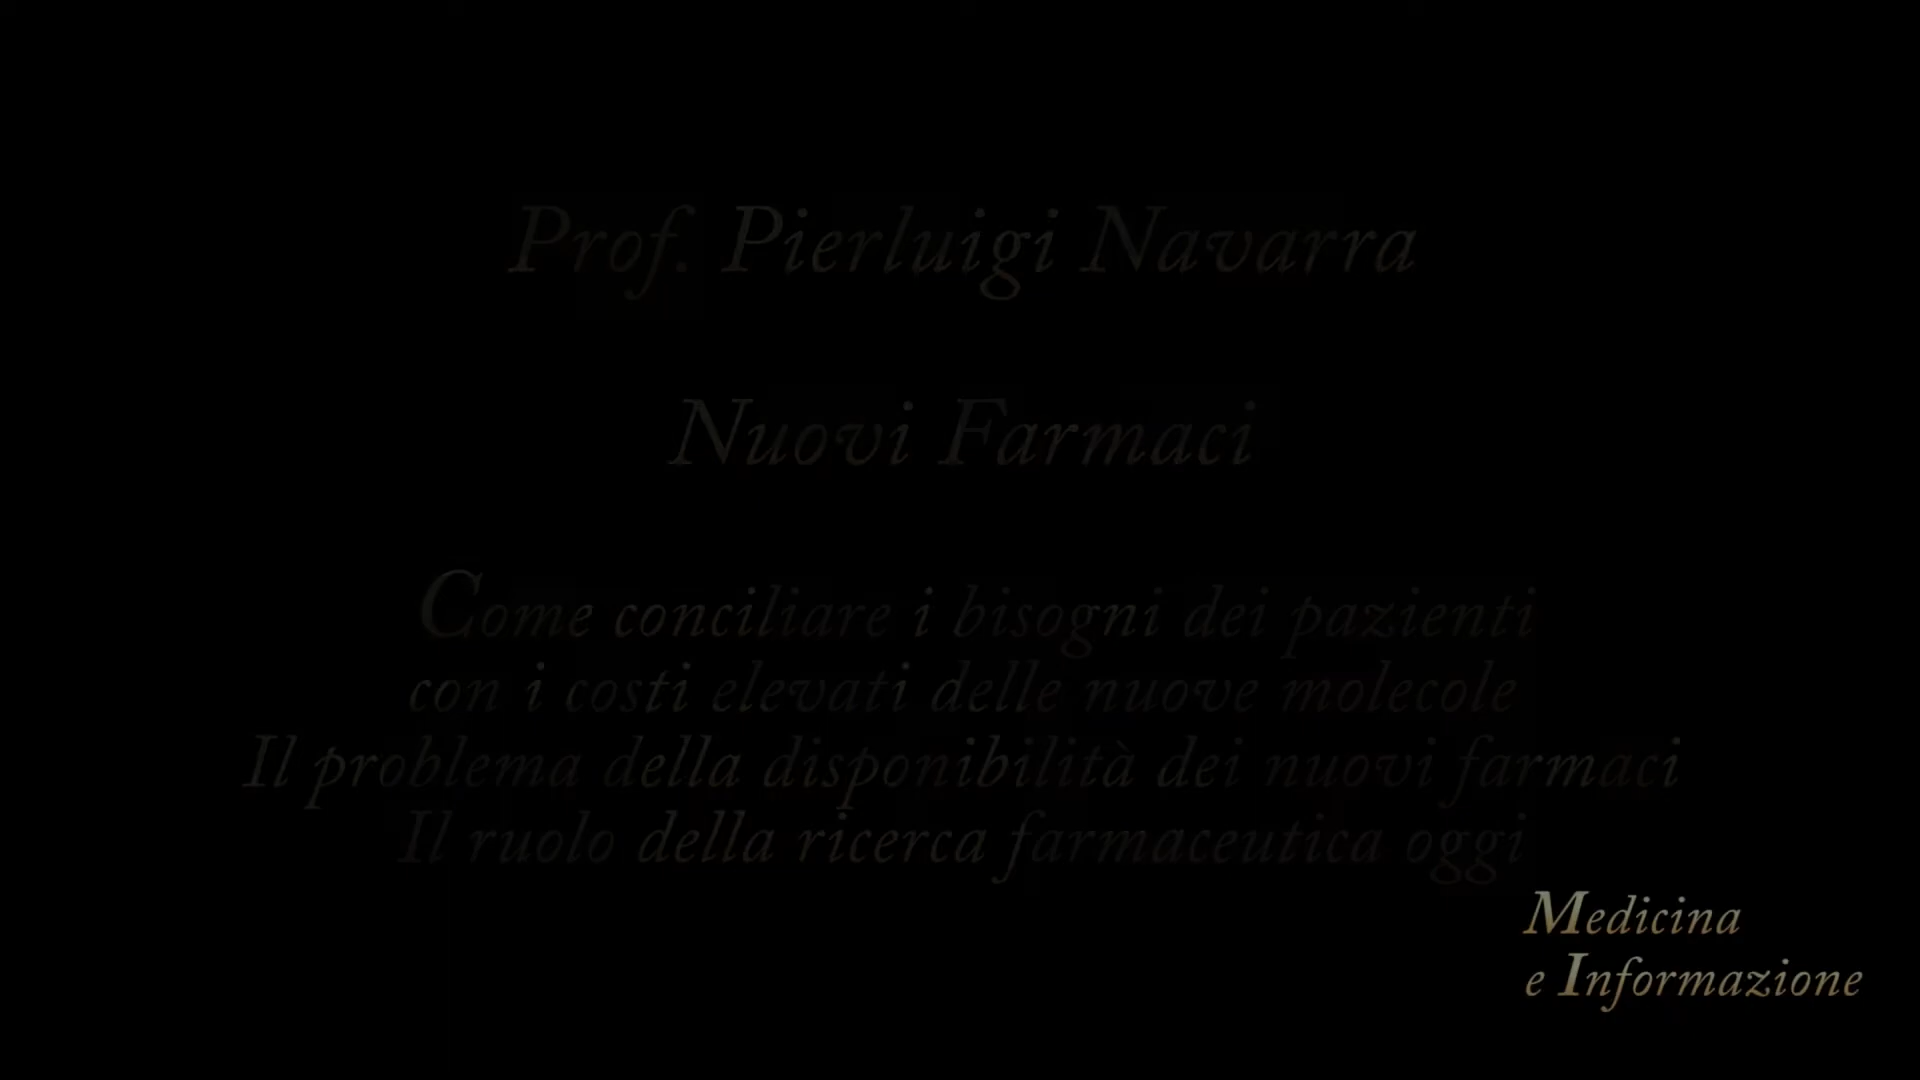 Prof. Pierluigi Navarra
Nuovi Farmaci
Come conciliare i bisogni dei pazienti
con i costi elevati delle nuove molecole
Il problema della disponibilità dei nuovi farmaci
Il ruolo della ricerca farmaceutica oggi
Medicina
e Informazione